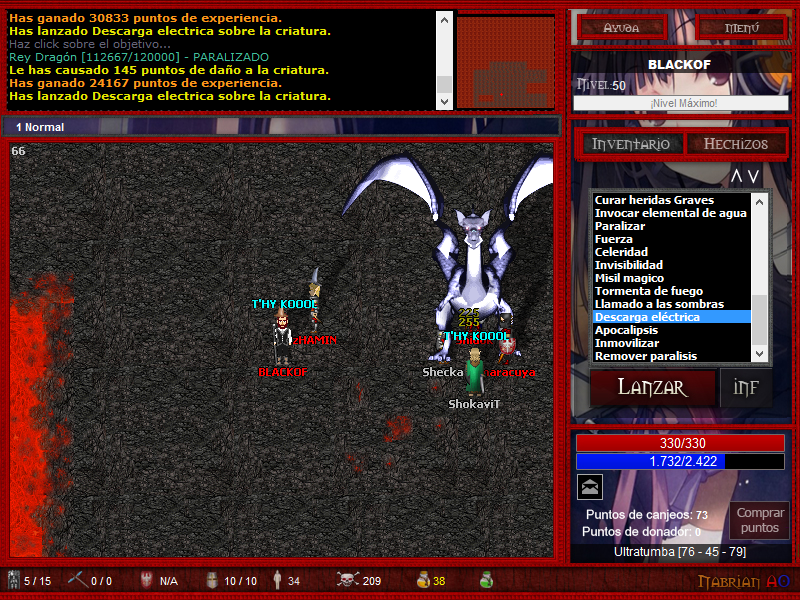 Has ganado 30833 puntos de experiencia.
Has lanzado Descarga electrica sobre la criatura.
Haz click sobre el objetivo...
Rey Dragón [112667/120000] - PARALIZADO
Le has causado 145 puntos de daño a la criatura.
Has ganado 24167 puntos de experiencia.
Has lanzado Descarga electrica sobre la criatura.
1 Normal
66
T'HY KOOOL
zHAMIN
BLACKOF
225
255
T'HY KOOOL
Shecka
ShokaviT
Ayuda
Menú
BLACKOF
Nivel: 50
¡Nivel Máximo!
Inventario
Hechizos
Curar heridas Graves
Invocar elemental de agua
Paralizar
Fuerza
Celeridad
Invisibilidad
Misil magico
Tormenta de fuego
Llamado a las sombras
Descarga eléctrica
Apocalipsis
Inmovilizar
Remover paralisis
Lanzar
INF
330/330
1.732/2.422
Puntos de canjeos: 73
Puntos de donador: 0
Comprar puntos
Ultratumba [76 - 45 - 79]
5 / 15
0 / 0
N/A
10 / 10
34
209
38
Nabrian AO